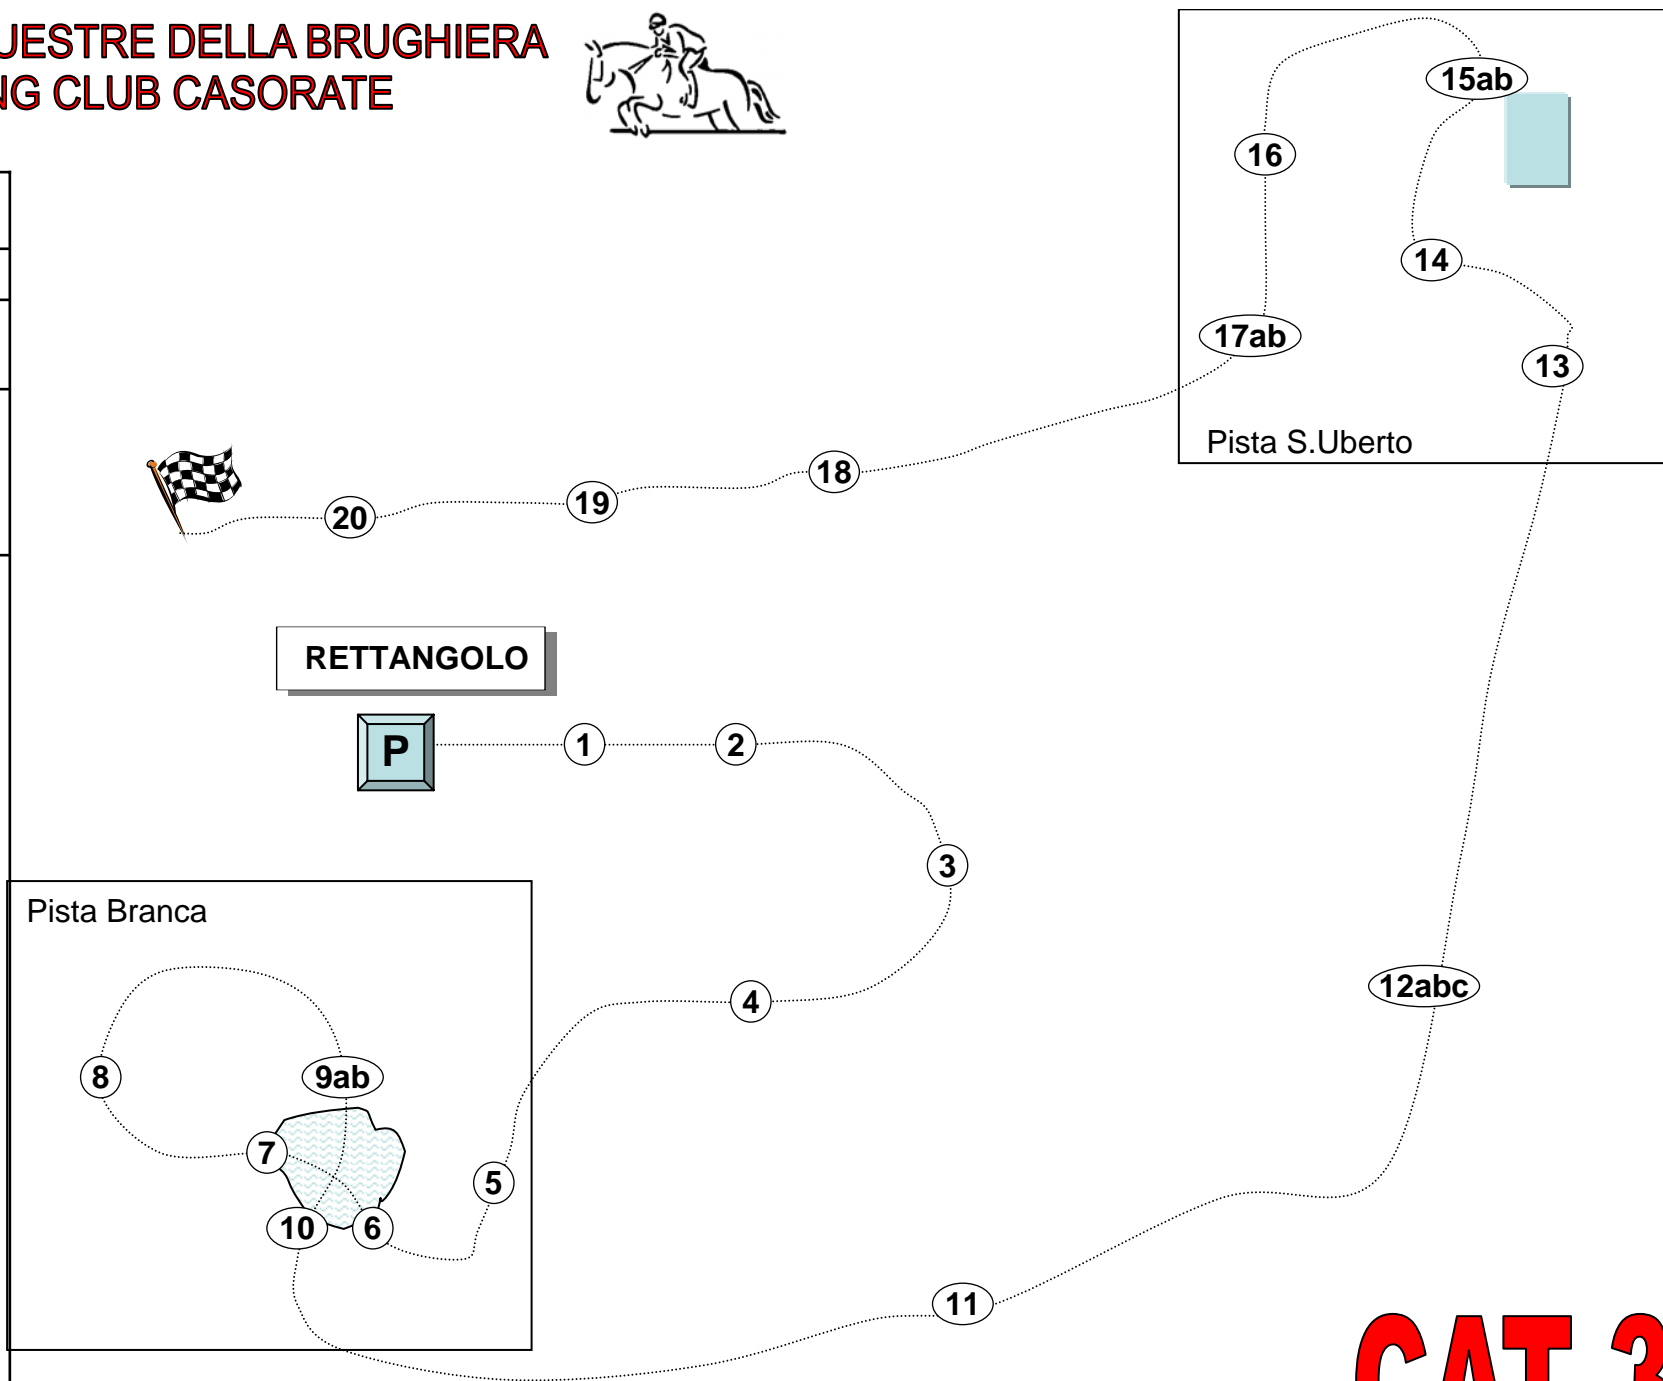 UESTRE DELLA BRUGHIERA
NG CLUB CASORATE
15ab
16
14
17ab
13
Pista S.Uberto
18
19
20
RETTANGOLO
P
1
2
3
Pista Branca
4
12abc
8
9ab
7
5
10
6
11
CAT 3